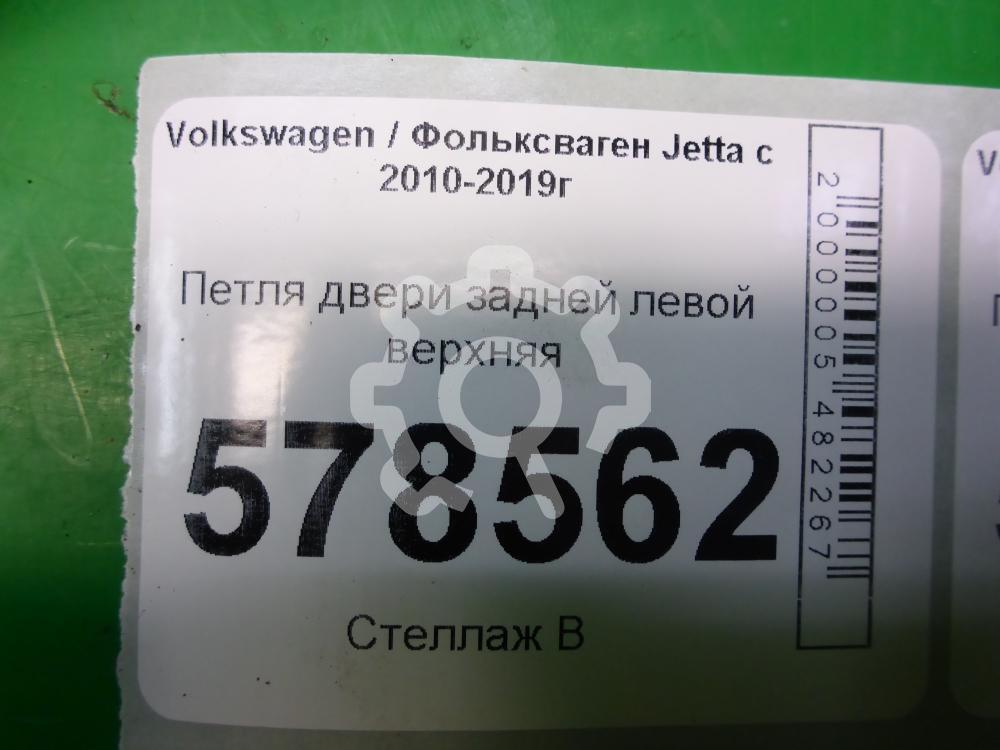 Volkswagen / Фольксваген Jetta с
2010-2019г
Петля двери задней левой
верхняя
578562
Стеллаж В
2000005482267